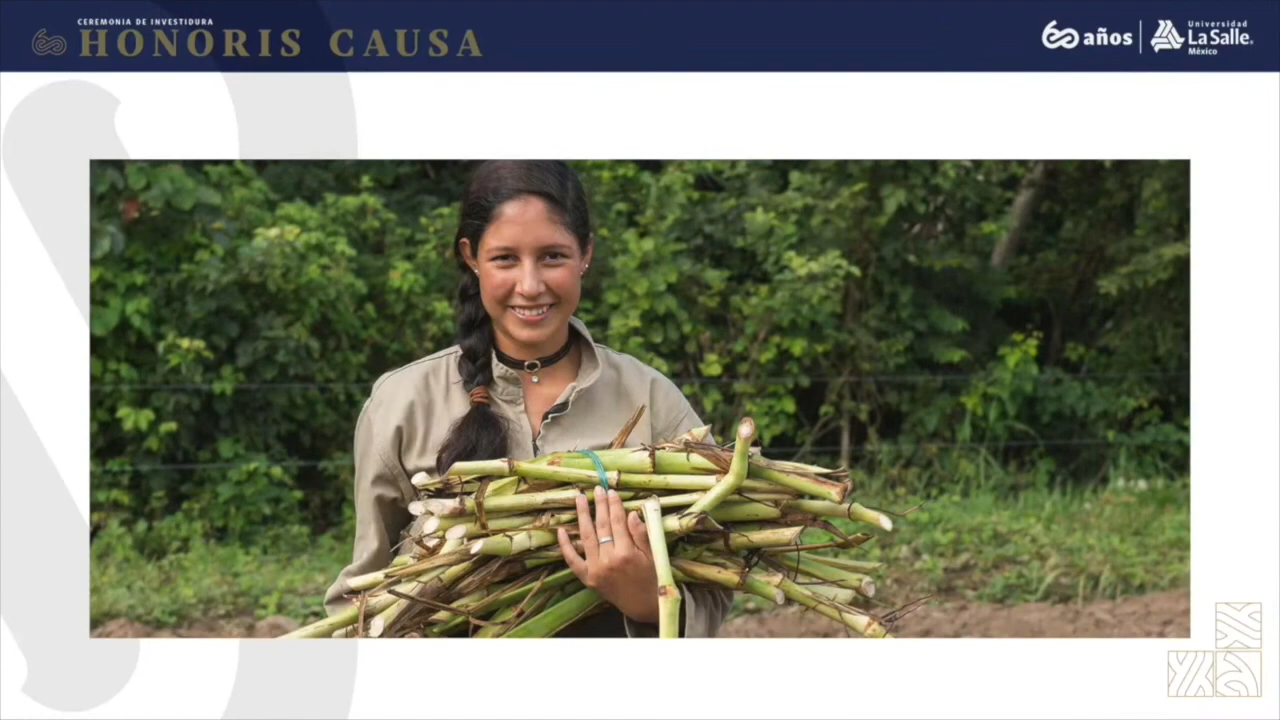 CEREMONIA DE INVESTIDURA
HONORIS CAUSA
60 años
Universidad
La Salle
México